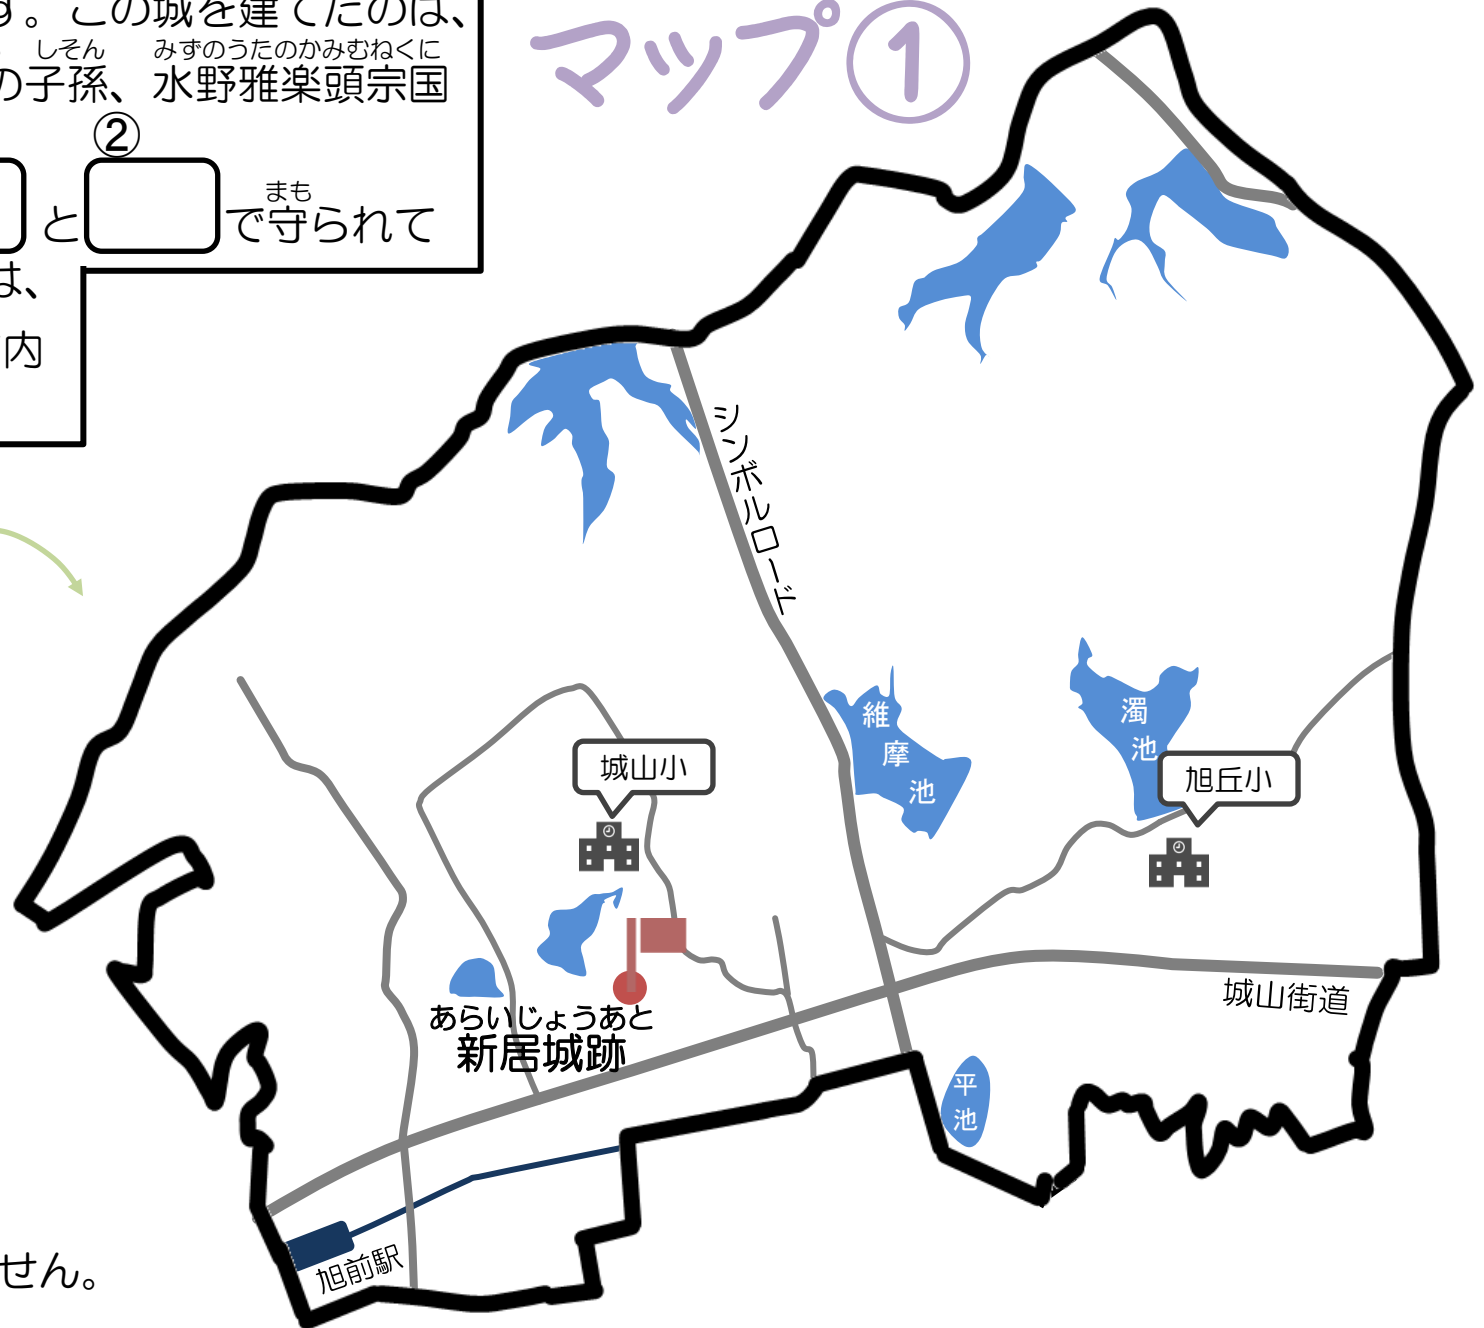 す。この城を建てたのは、
しそん みずのうたのかみむねくに
の子孫、水野雅楽頭宗国
②
まも
と で守られて
は、
内
せん。
マップ①
シンボルロード
維摩池
濁池
城山小
旭丘小
あらいじょうあと
新居城跡
城山街道
平池
旭前駅